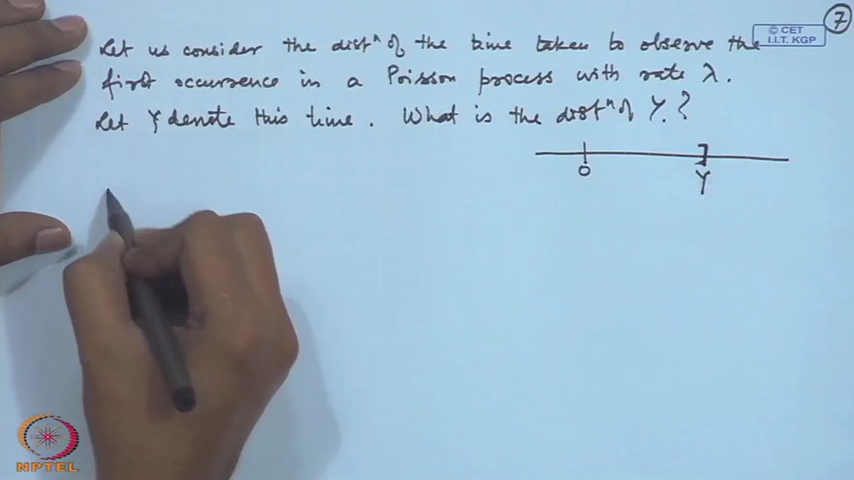 7
© CET
I.I.T. KGP
Let us consider the distⁿ of the time taken to observe the
first occurrence in a Poisson process with rate λ.
Let Y denote this time. What is the distⁿ of Y.?
0
Y
NPTEL